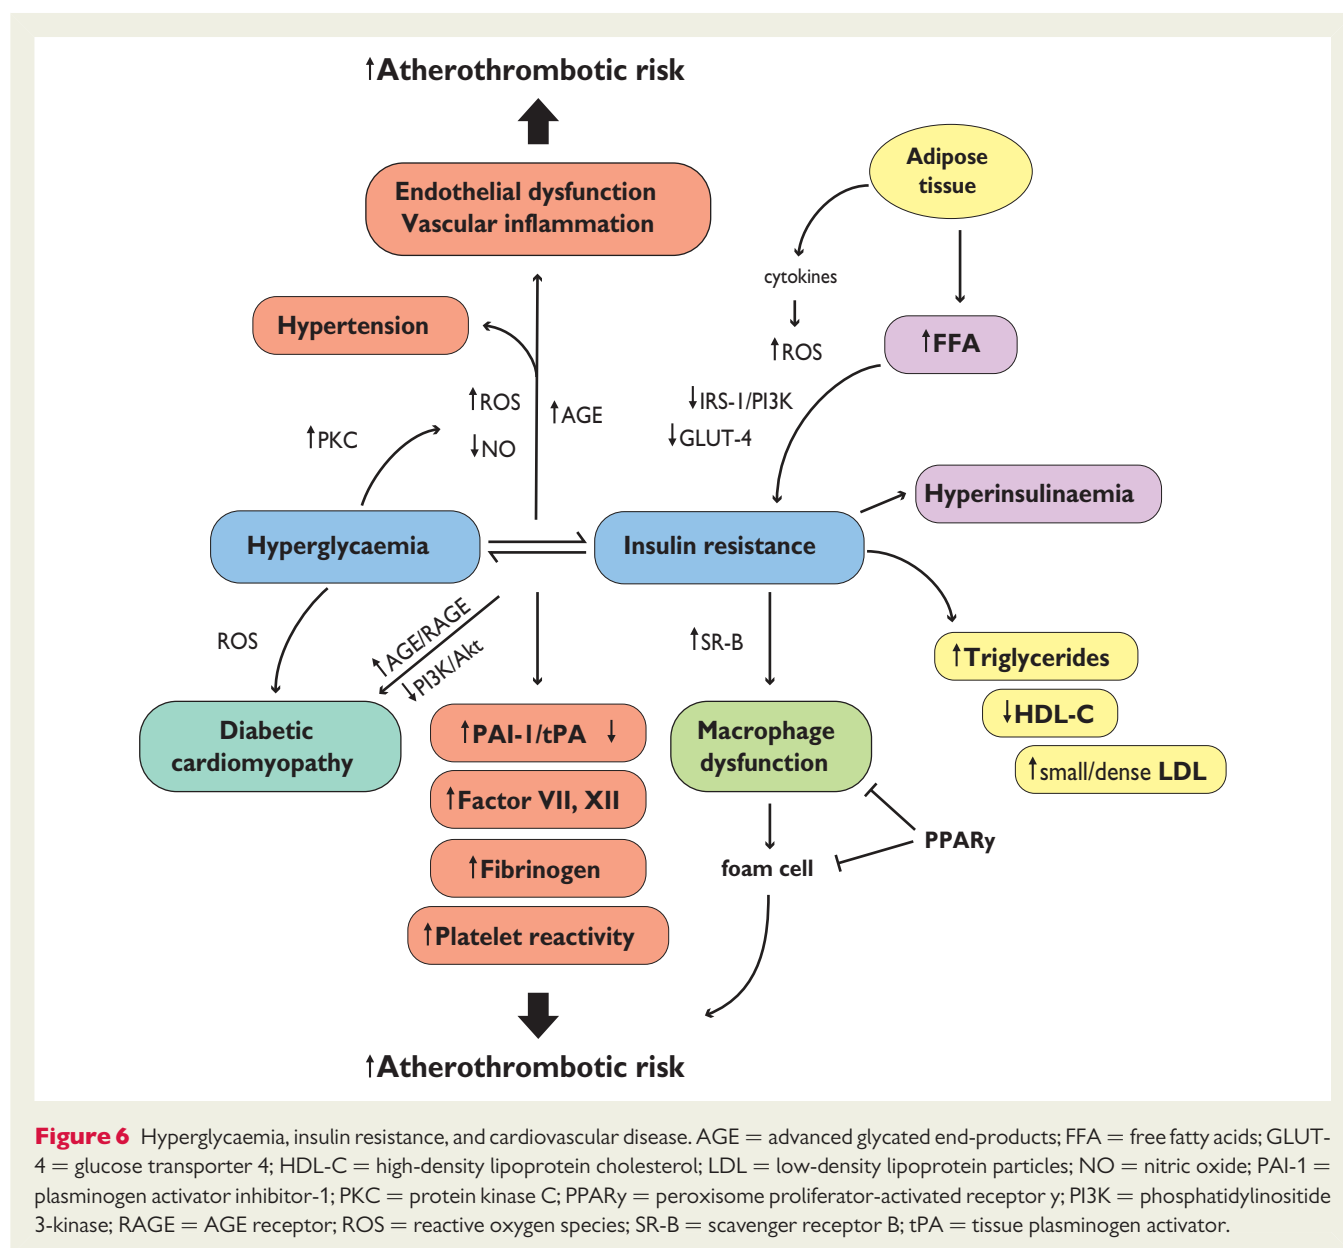 ↑Atherothrombotic risk
Endothelial dysfunction
Vascular inflammation
Adipose
tissue
cytokines
↑ROS
↑FFA
Hypertension
↑ROS
↓NO
↑AGE
↑PKC
↓IRS-1/PI3K
↓GLUT-4
Hyperinsulinaemia
Hyperglycaemia
Insulin resistance
ROS
↑AGE/RAGE
↓PI3K/Akt
↑SR-B
↑Triglycerides
↓HDL-C
↑small/dense LDL
Diabetic
cardiomyopathy
↑PAI-1/tPA ↓
↑Factor VII, XII
↑Fibrinogen
↑Platelet reactivity
Macrophage
dysfunction
PPARy
foam cell
↑Atherothrombotic risk
Figure 6 Hyperglycaemia, insulin resistance, and cardiovascular disease. AGE = advanced glycated end-products; FFA = free fatty acids; GLUT-
4 = glucose transporter 4; HDL-C = high-density lipoprotein cholesterol; LDL = low-density lipoprotein particles; NO = nitric oxide; PAI-1 =
plasminogen activator inhibitor-1; PKC = protein kinase C; PPARy = peroxisome proliferator-activated receptor y; PI3K = phosphatidylinositide
3-kinase; RAGE = AGE receptor; ROS = reactive oxygen species; SR-B = scavenger receptor B; tPA = tissue plasminogen activator.